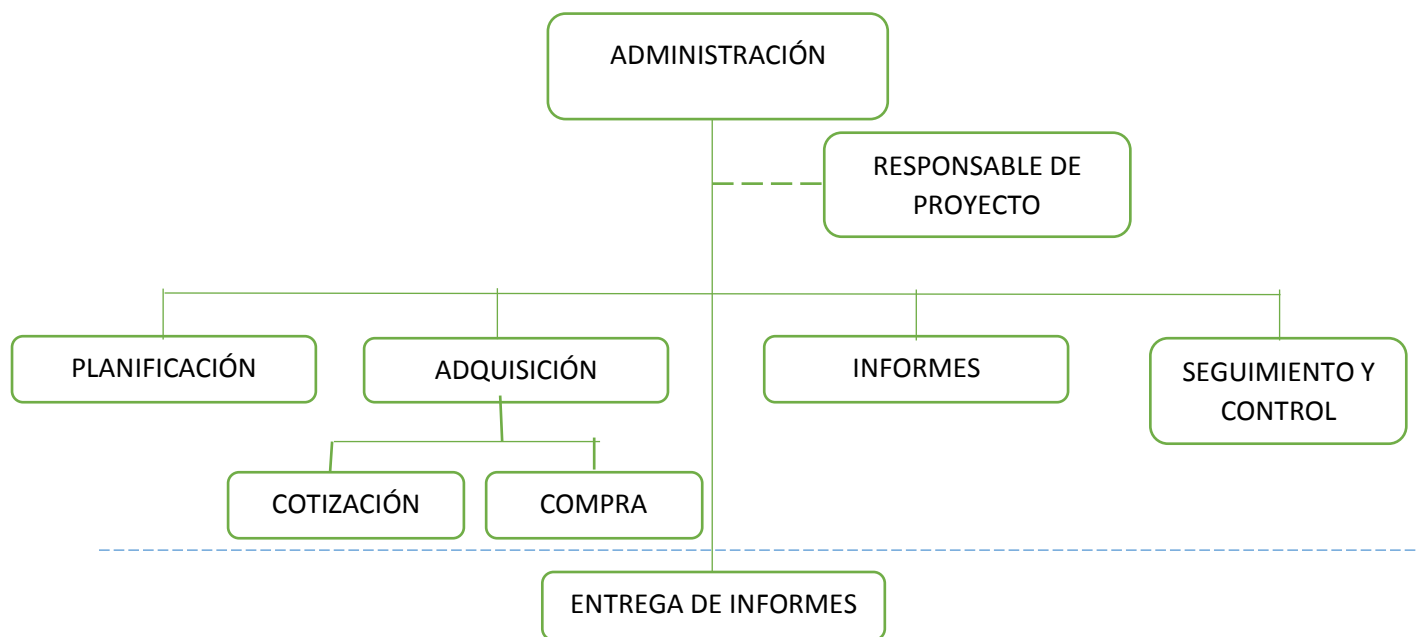 ADMINISTRACIÓN
RESPONSABLE DE
PROYECTO
PLANIFICACIÓN
ADQUISICIÓN
INFORMES
SEGUIMIENTO Y
CONTROL
COTIZACIÓN
COMPRA
ENTREGA DE INFORMES